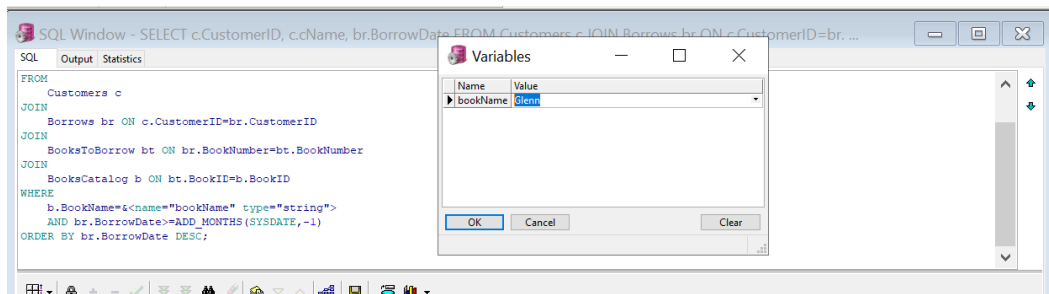 SQL Window - SELECT c.CustomerID, c.cName, br.BorrowDate FROM Customers c JOIN Borrows br ON c.CustomerID=br. ...
SQL Output Statistics
FROM
Customers c
JOIN
Borrows br ON c.CustomerID=br.CustomerID
JOIN
BooksToBorrow bt ON br.BookNumber=bt.BookNumber
JOIN
BooksCatalog b ON bt.BookID=b.BookID
WHERE
b.BookName=&<name="bookName" type="string">
AND br.BorrowDate>=ADD_MONTHS(SYSDATE,-1)
ORDER BY br.BorrowDate DESC;
Variables
Name Value
bookName Glenn
OK Cancel Clear